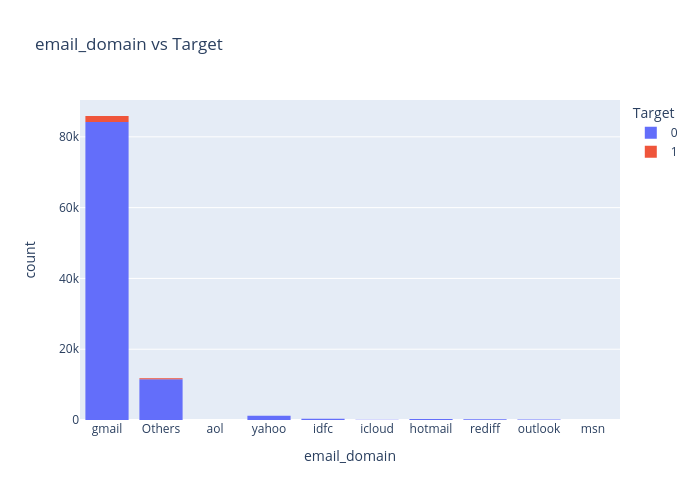 email_domain vs Target
Target
0
1
80k
60k
40k
20k
0
count
gmail Others aol yahoo idfc icloud hotmail rediff outlook msn
email_domain